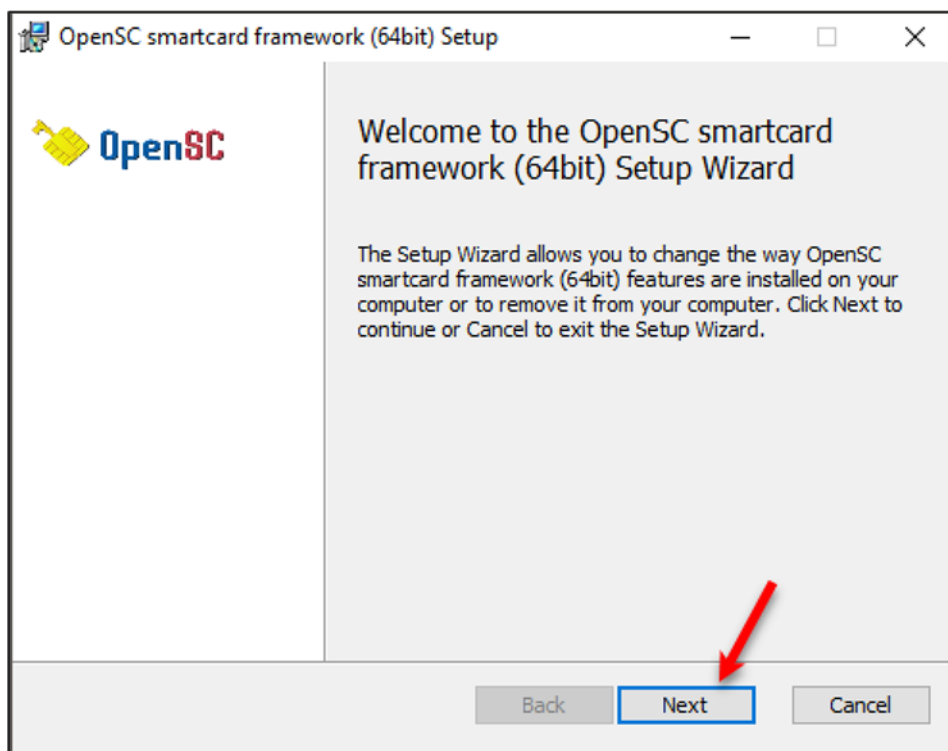 OpenSC smartcard framework (64bit) Setup
OpenSC
Welcome to the OpenSC smartcard
framework (64bit) Setup Wizard
The Setup Wizard allows you to change the way OpenSC
smartcard framework (64bit) features are installed on your
computer or to remove it from your computer. Click Next to
continue or Cancel to exit the Setup Wizard.
Back
Next
Cancel